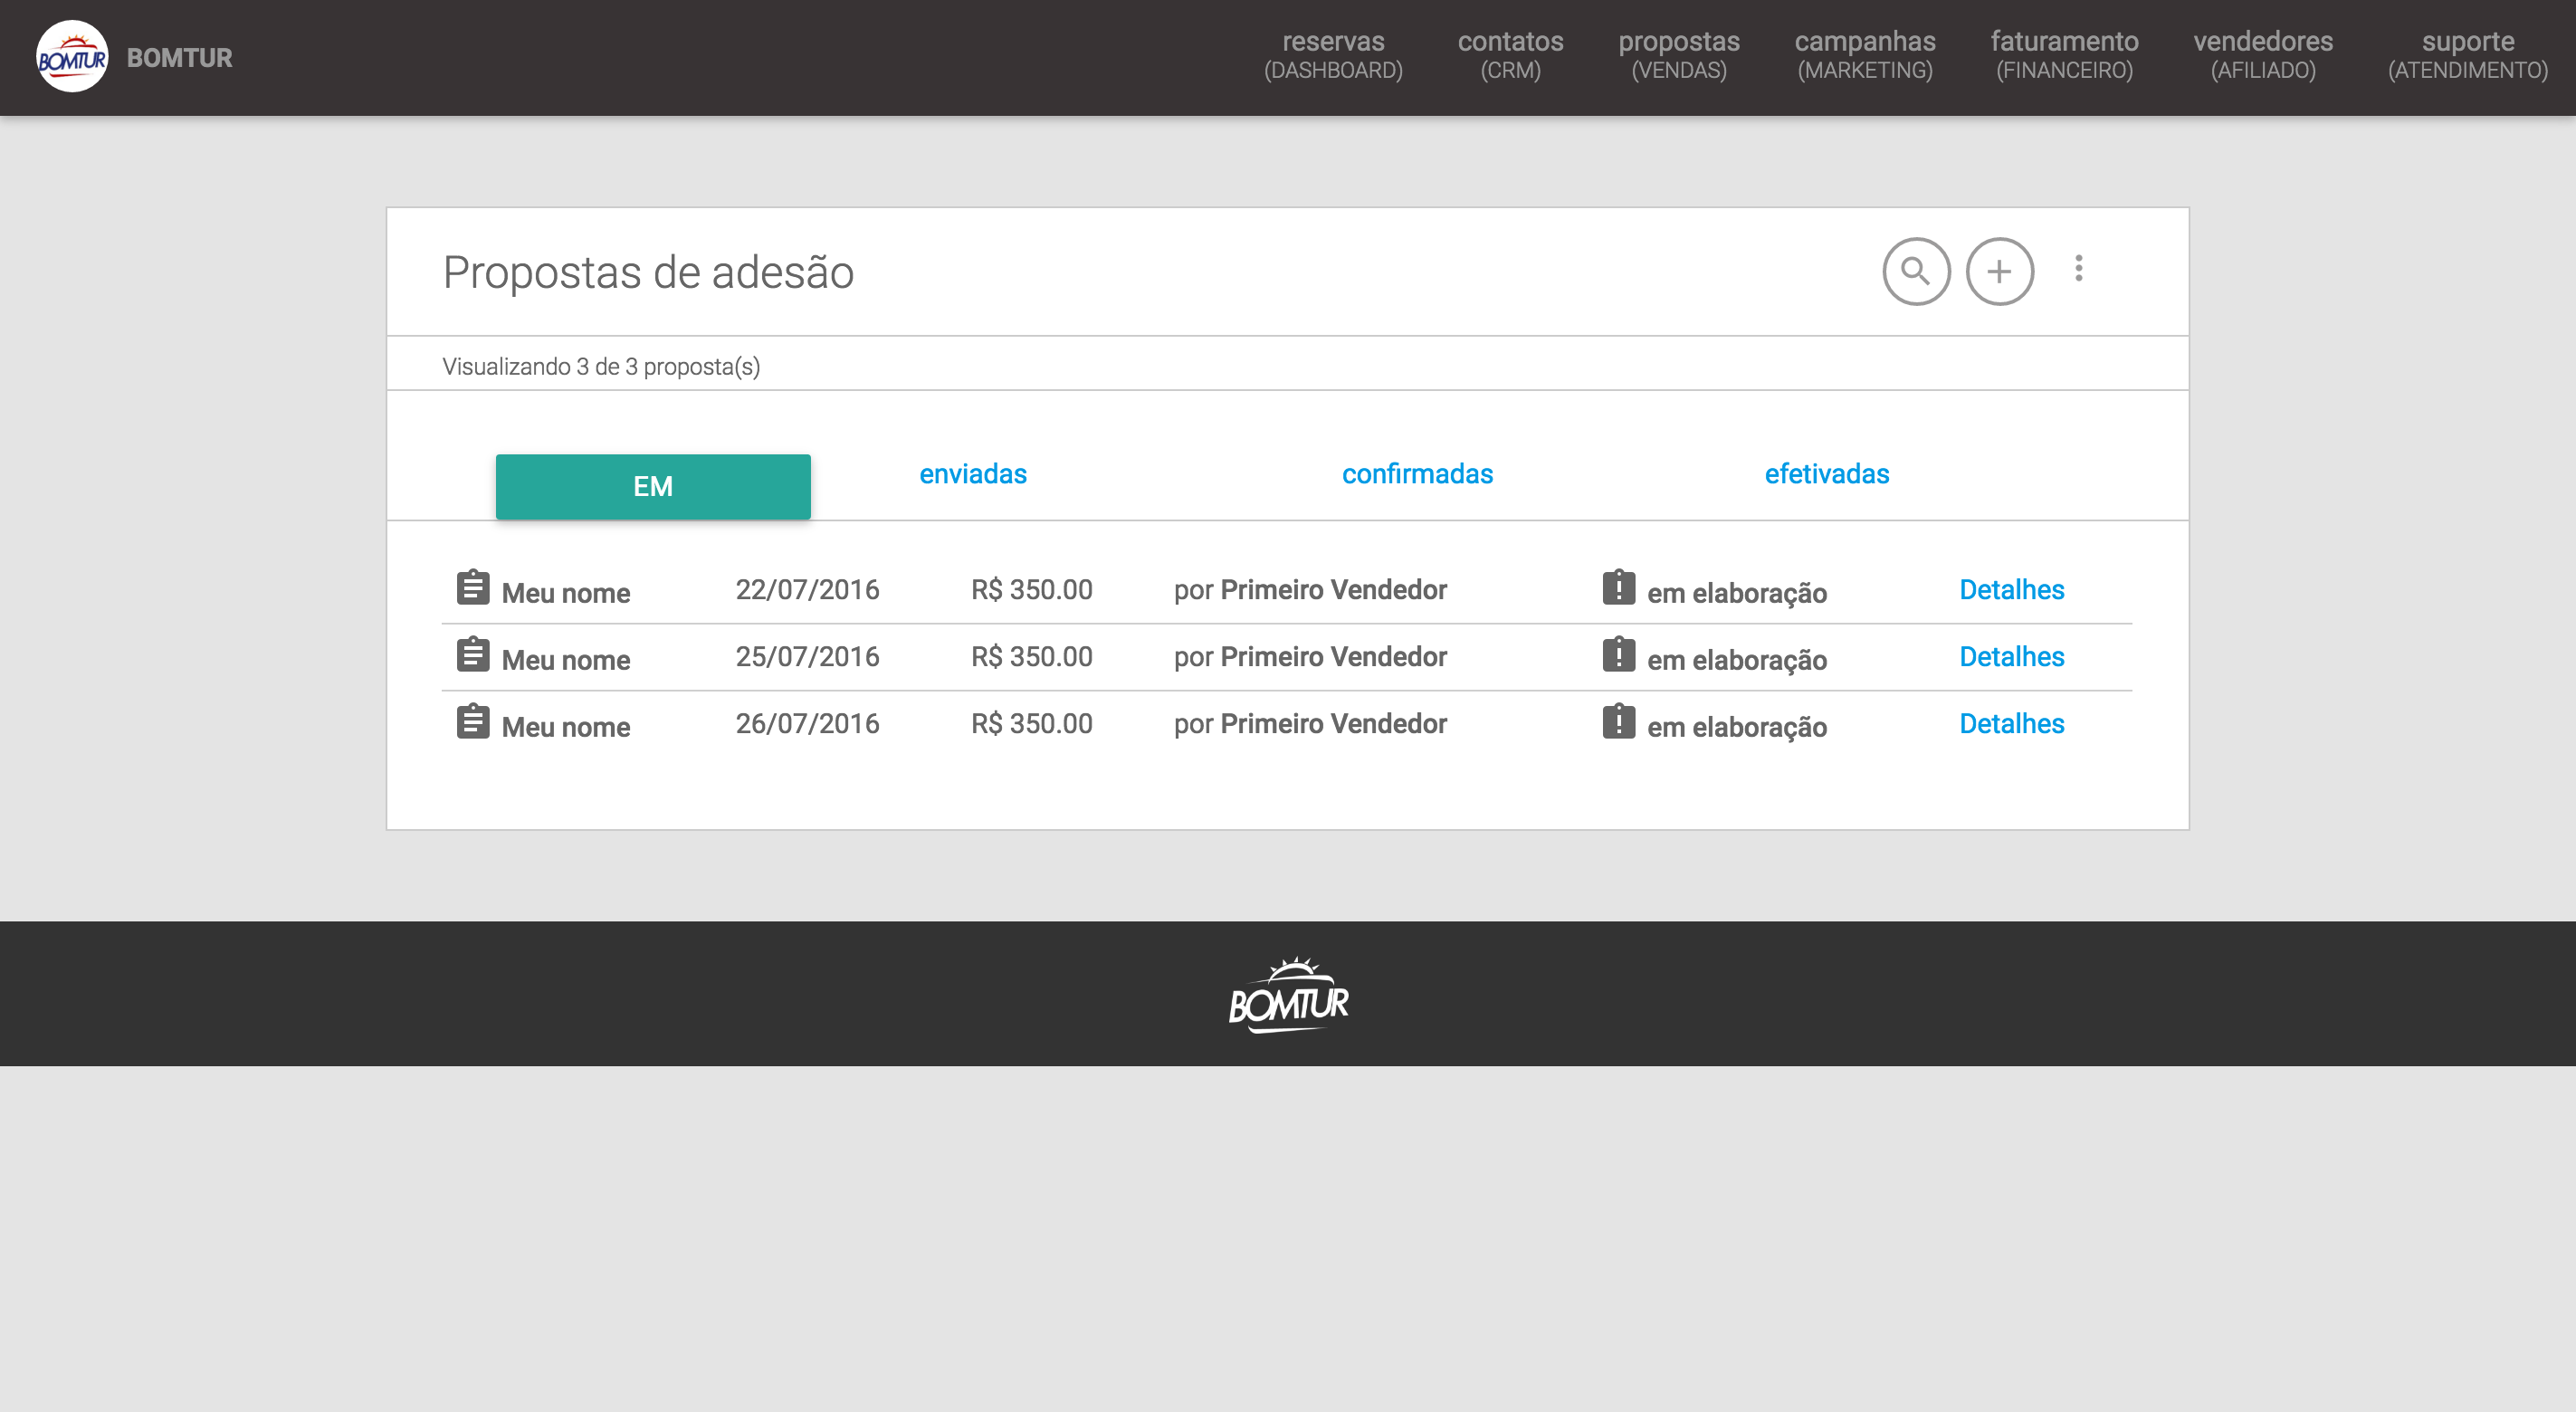 BOMTUR BOMTUR
reservas contatos propostas campanhas faturamento vendedores suporte
(DASHBOARD) (CRM) (VENDAS) (MARKETING) (FINANCEIRO) (AFILIADO) (ATENDIMENTO)
Propostas de adesão
Visualizando 3 de 3 proposta(s)
EM enviadas confirmadas efetivadas
Meu nome 22/07/2016 R$ 350.00 por Primeiro Vendedor em elaboração Detalhes
Meu nome 25/07/2016 R$ 350.00 por Primeiro Vendedor em elaboração Detalhes
Meu nome 26/07/2016 R$ 350.00 por Primeiro Vendedor em elaboração Detalhes
BOMTUR